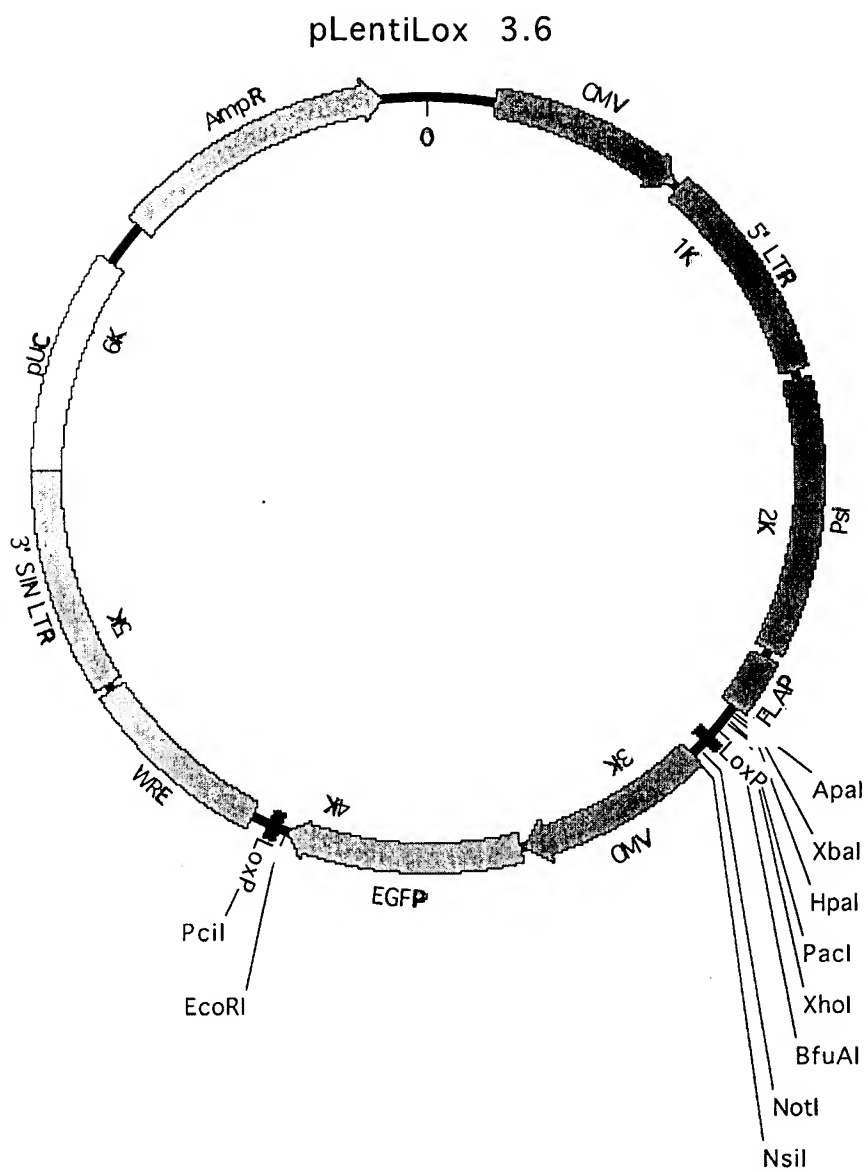 pLentiLox 3.6
AmpR
CMV
0
5' LTR
1K
pUC
6K
2K
psi
3' SIN LTR
5K
FLAP
LoxP
3K
WRE
4K
CMV
LoxP
EGFP
ApaI
XbaI
HpaI
PacI
XhoI
BfuAI
NotI
NsiI
PciI
EcoRI